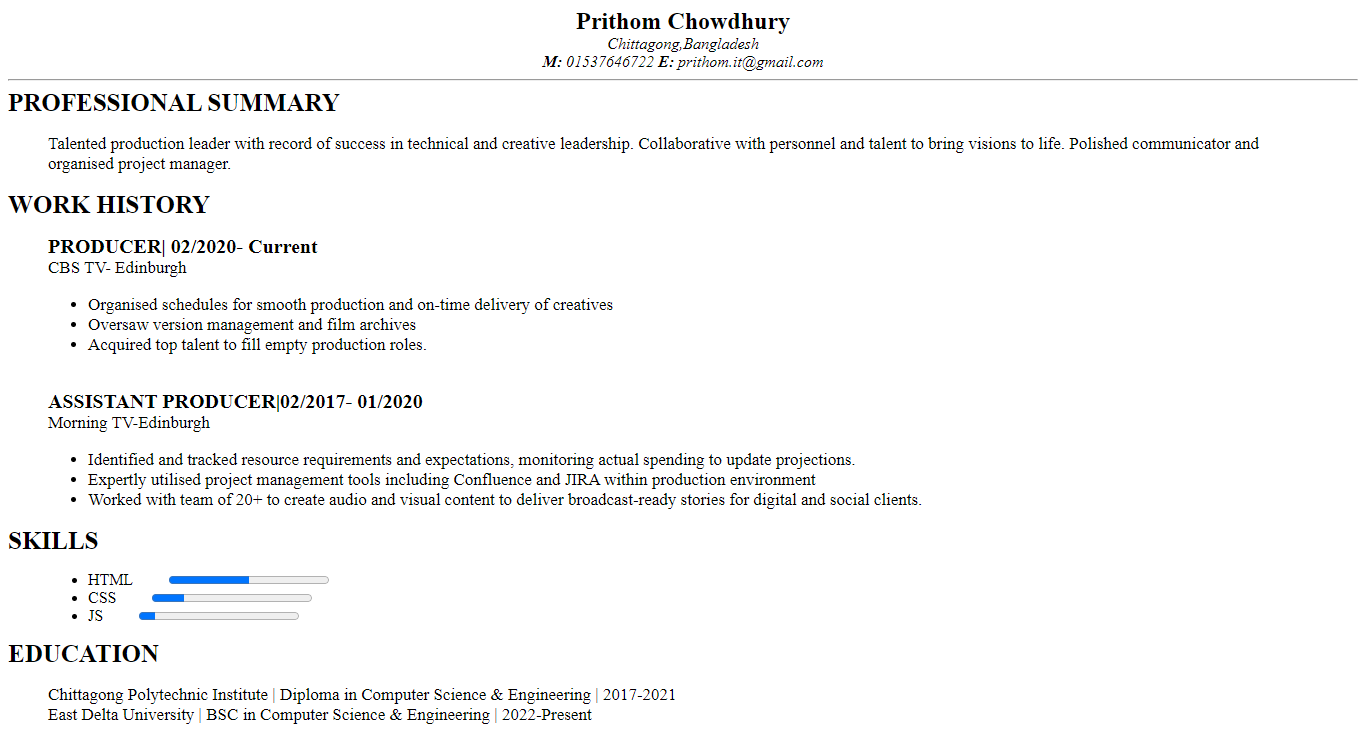 Prithom Chowdhury
Chittagong,Bangladesh
M: 01537646722 E: prithom.it@gmail.com
PROFESSIONAL SUMMARY
Talented production leader with record of success in technical and creative leadership. Collaborative with personnel and talent to bring visions to life. Polished communicator and
organised project manager.
WORK HISTORY
PRODUCER| 02/2020- Current
CBS TV- Edinburgh
• Organised schedules for smooth production and on-time delivery of creatives
• Oversaw version management and film archives
• Acquired top talent to fill empty production roles.
ASSISTANT PRODUCER|02/2017- 01/2020
Morning TV-Edinburgh
• Identified and tracked resource requirements and expectations, monitoring actual spending to update projections.
• Expertly utilised project management tools including Confluence and JIRA within production environment
• Worked with team of 20+ to create audio and visual content to deliver broadcast-ready stories for digital and social clients.
SKILLS
• HTML
• CSS
• JS
EDUCATION
Chittagong Polytechnic Institute | Diploma in Computer Science & Engineering | 2017-2021
East Delta University | BSC in Computer Science & Engineering | 2022-Present